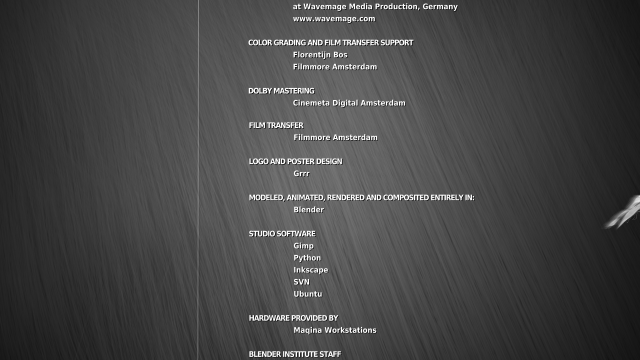 at Wavemage Media Production, Germany
www.wavemage.com
COLOR GRADING AND FILM TRANSFER SUPPORT
Florentijn Bos
Filmmore Amsterdam
DOLBY MASTERING
Cinemeta Digital Amsterdam
FILM TRANSFER
Filmmore Amsterdam
LOGO AND POSTER DESIGN
Grrr
MODELED, ANIMATED, RENDERED AND COMPOSITED ENTIRELY IN:
Blender
STUDIO SOFTWARE
Gimp
Python
Inkscape
SVN
Ubuntu
HARDWARE PROVIDED BY
Maqina Workstations
BLENDER INSTITUTE STAFF